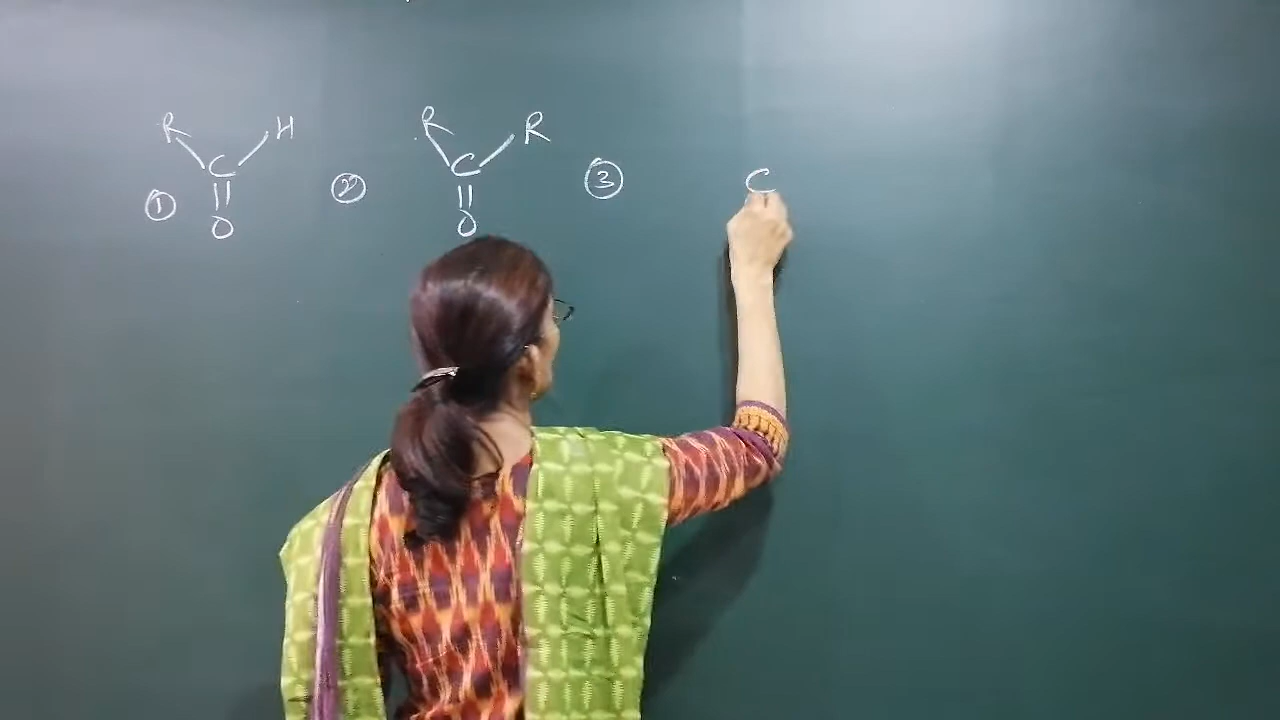 R H R R
① C ② C ③ C
|| ||
O O